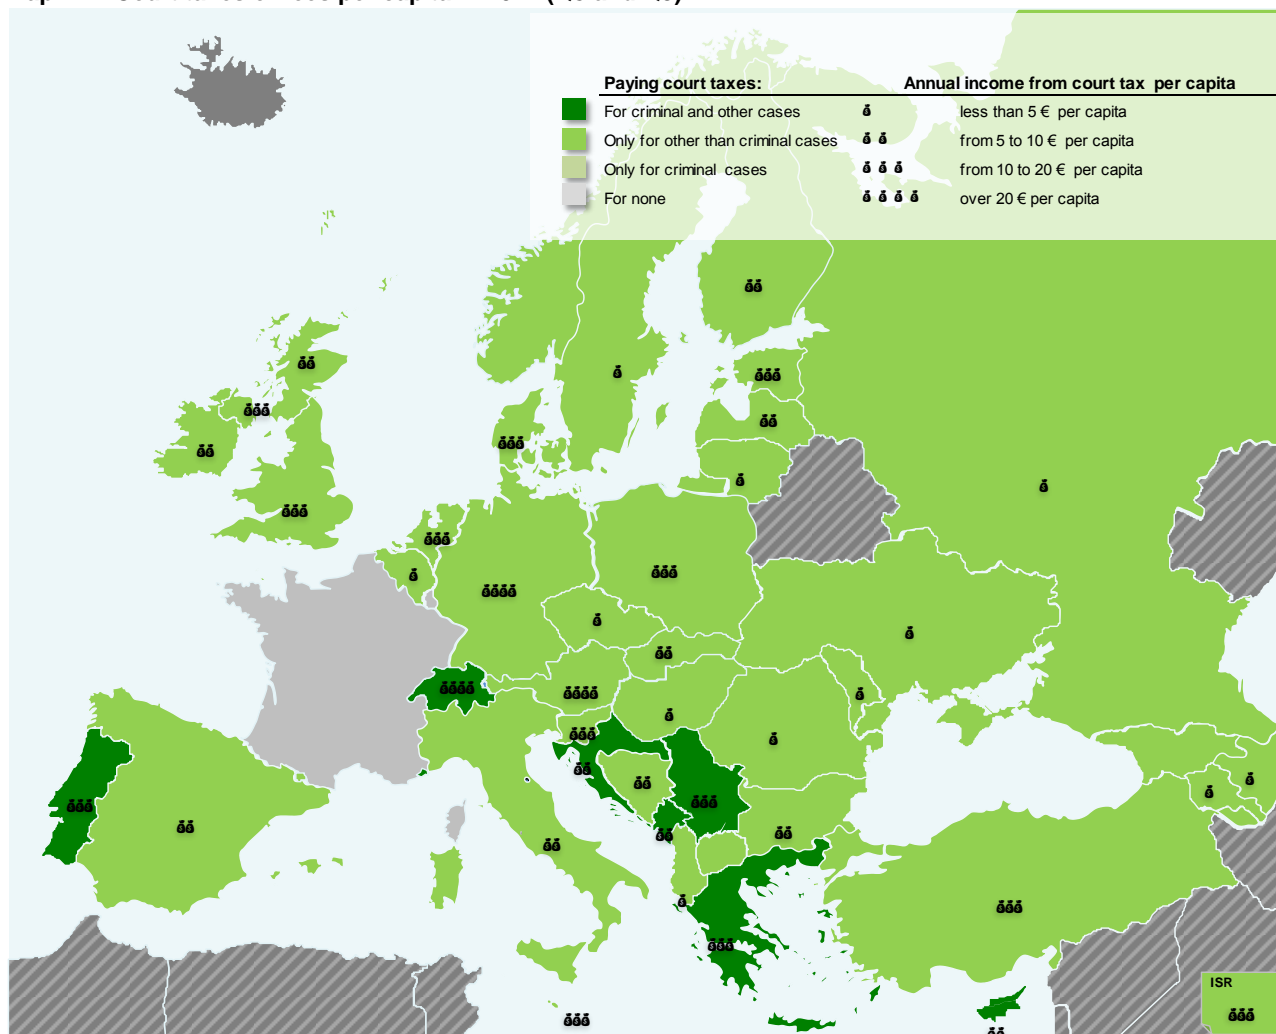 Paying court taxes:
Annual income from court tax per capita
For criminal and other cases
less than 5 € per capita
Only for other than criminal cases
from 5 to 10 € per capita
Only for criminal cases
from 10 to 20 € per capita
For none
over 20 € per capita
ISR